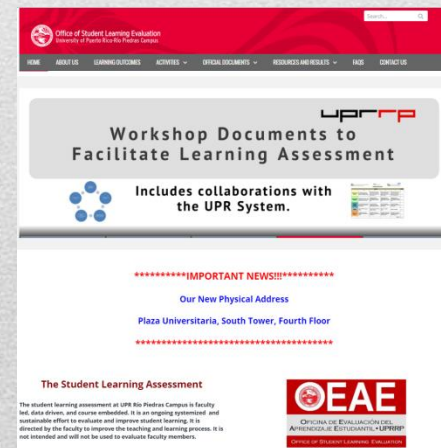 Search...
Office of Student Learning Evaluation
University of Puerto Rico-Río Piedras Campus
HOME ABOUT US LEARNING OUTCOMES ACTIVITIES OFFICIAL DOCUMENTS RESOURCES AND RESULTS FAQS CONTACT US
uprrp
Workshop Documents to
Facilitate Learning Assessment
Includes collaborations with
the UPR System.
**********IMPORTANT NEWS!!!**********
Our New Physical Address
Plaza Universitaria, South Tower, Fourth Floor
**************************************
The Student Learning Assessment
The student learning assessment at UPR Río Piedras Campus is faculty
led, data driven, and course embedded. It is an ongoing systemized and
sustainable effort to evaluate and improve student learning. It is
directed by the faculty to improve the teaching and learning process. It is
not intended and will not be used to evaluate faculty members.
OEAE
OFICINA DE EVALUACIÓN DEL
APRENDIZAJE ESTUDIANTIL•UPRRP
OFFICE OF STUDENT LEARNING EVALUATION